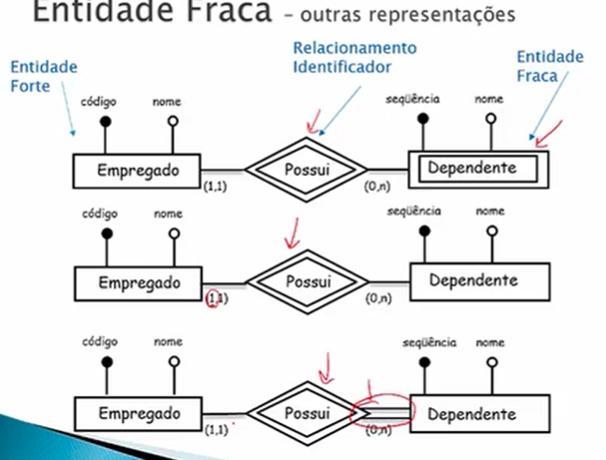 Entidade Fraca – outras representações
Relacionamento
Identificador
Entidade
Forte
Entidade
Fraca
código nome seqüência nome
Empregado Possui Dependente
(1,1) (0,n)
código nome seqüência nome
Empregado Possui Dependente
(1,1) (0,n)
código nome seqüência nome
Empregado Possui Dependente
(1,1) (0,n)